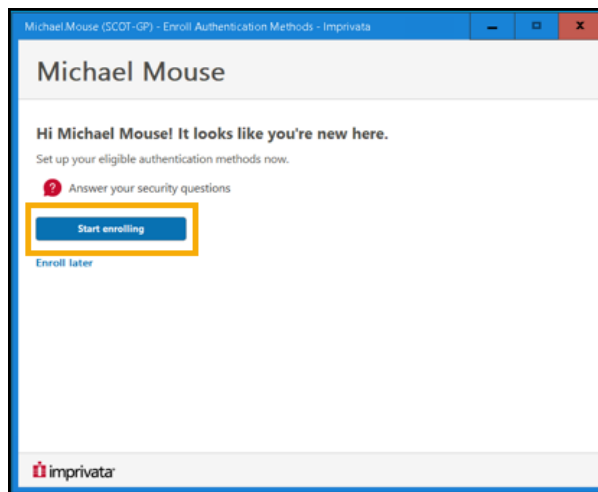 Michael.Mouse (SCOT-GP) - Enroll Authentication Methods - Imprivata
Michael Mouse
Hi Michael Mouse! It looks like you're new here.
Set up your eligible authentication methods now.
? Answer your security questions
Start enrolling
Enroll later
imprivata